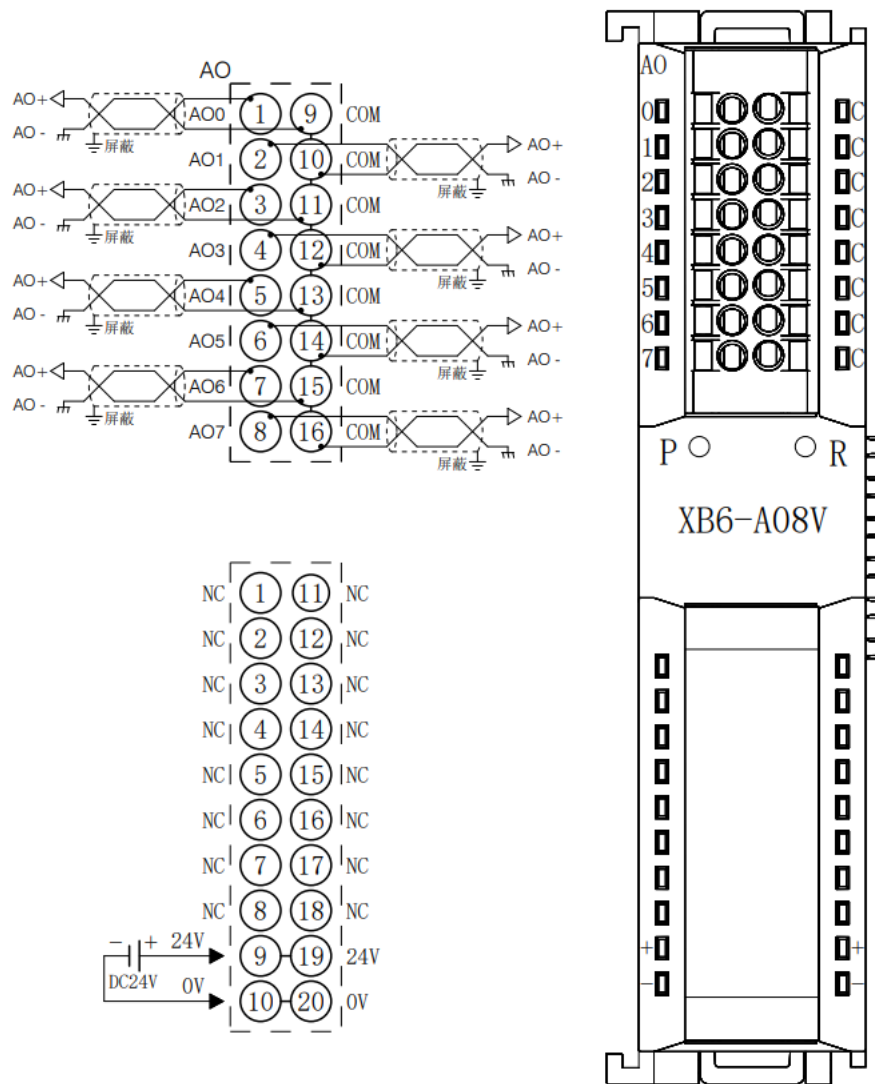 AO
AO+ AO0 1 9 COM
AO- 屏蔽
AO1 2 10 COM AO+
屏蔽 AO-
AO+ AO2 3 11 COM
AO- 屏蔽
AO3 4 12 COM AO+
屏蔽 AO-
AO+ AO4 5 13 COM
AO- 屏蔽
AO5 6 14 COM AO+
屏蔽 AO-
AO+ AO6 7 15 COM
AO- 屏蔽
AO7 8 16 COM AO+
屏蔽 AO-
NC 1 11 NC
NC 2 12 NC
NC 3 13 NC
NC 4 14 NC
NC 5 15 NC
NC 6 16 NC
NC 7 17 NC
NC 8 18 NC
- + 24V 9 19 24V
DC24V 0V 10 20 0V
AO
0 C
1 C
2 C
3 C
4 C
5 C
6 C
7 C
P R
XB6-A08V
+ +
- -